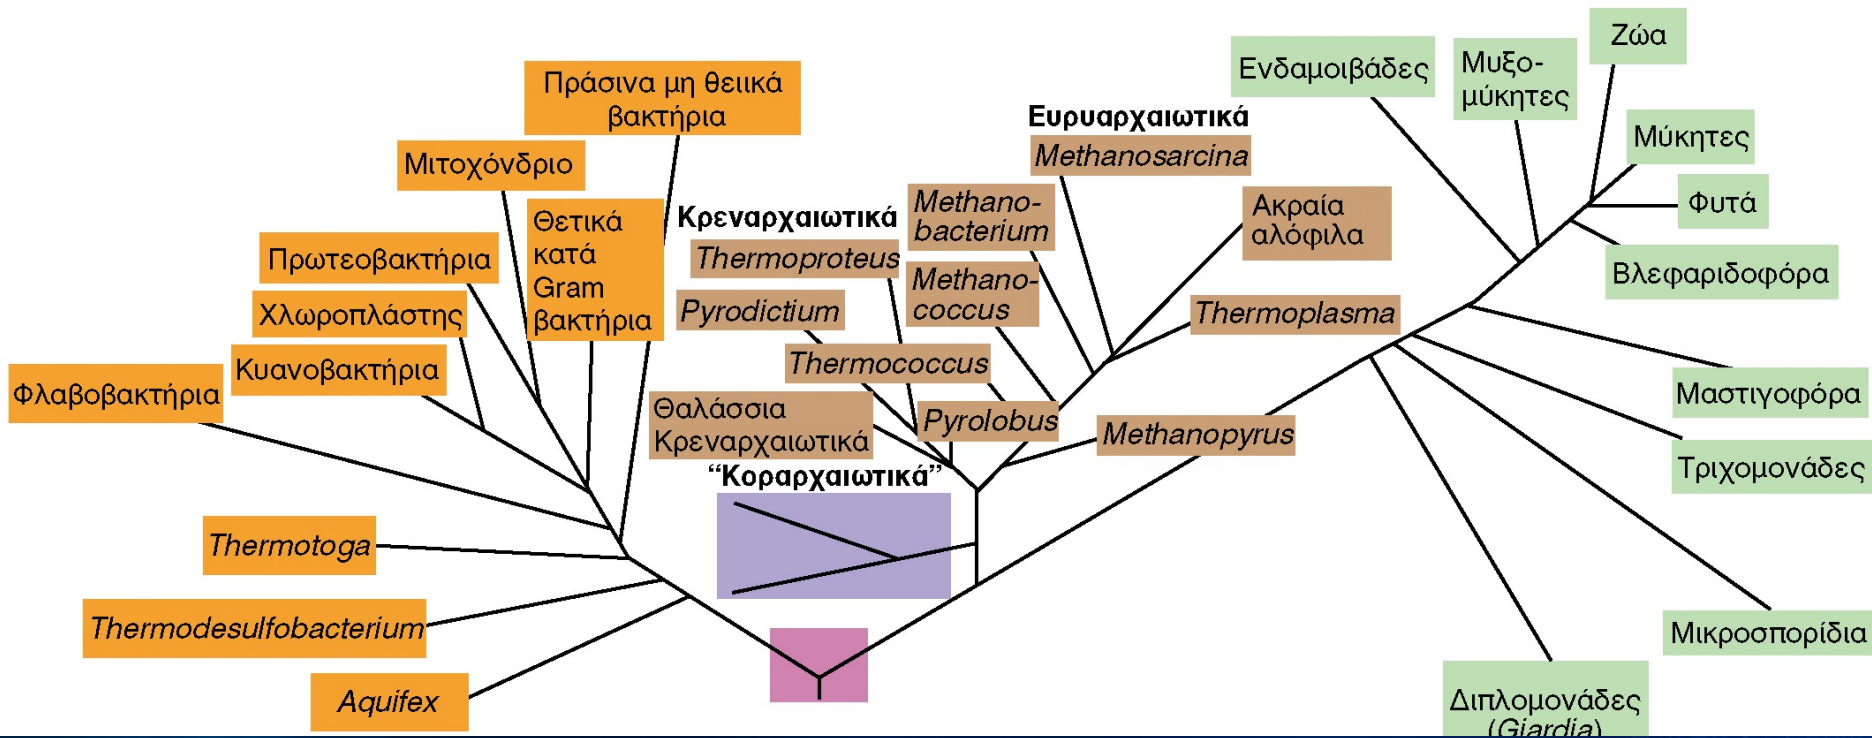 Πράσινα μη θειικά
βακτήρια
Μιτοχόνδριο
Θετικά
κατά
Gram
βακτήρια
Πρωτεοβακτήρια
Χλωροπλάστης
Κυανοβακτήρια
Φλαβοβακτήρια
Thermotoga
Thermodesulfobacterium
Aquifex
Κρεναρχαιωτικά
Thermoproteus
Pyrodictium
Thermococcus
Θαλάσσια
Κρεναρχαιωτικά
Pyrolobus
“Κοραρχαιωτικά”
Ευρυαρχαιωτικά
Methanosarcina
Methano-
bacterium
Methano-
coccus
Ακραία
αλόφιλα
Thermoplasma
Methanopyrus
Ενδαμοιβάδες
Μυξο-
μύκητες
Ζώα
Μύκητες
Φυτά
Βλεφαριδοφόρα
Μαστιγοφόρα
Τριχομονάδες
Μικροσπορίδια
Διπλομονάδες
(Giardia)